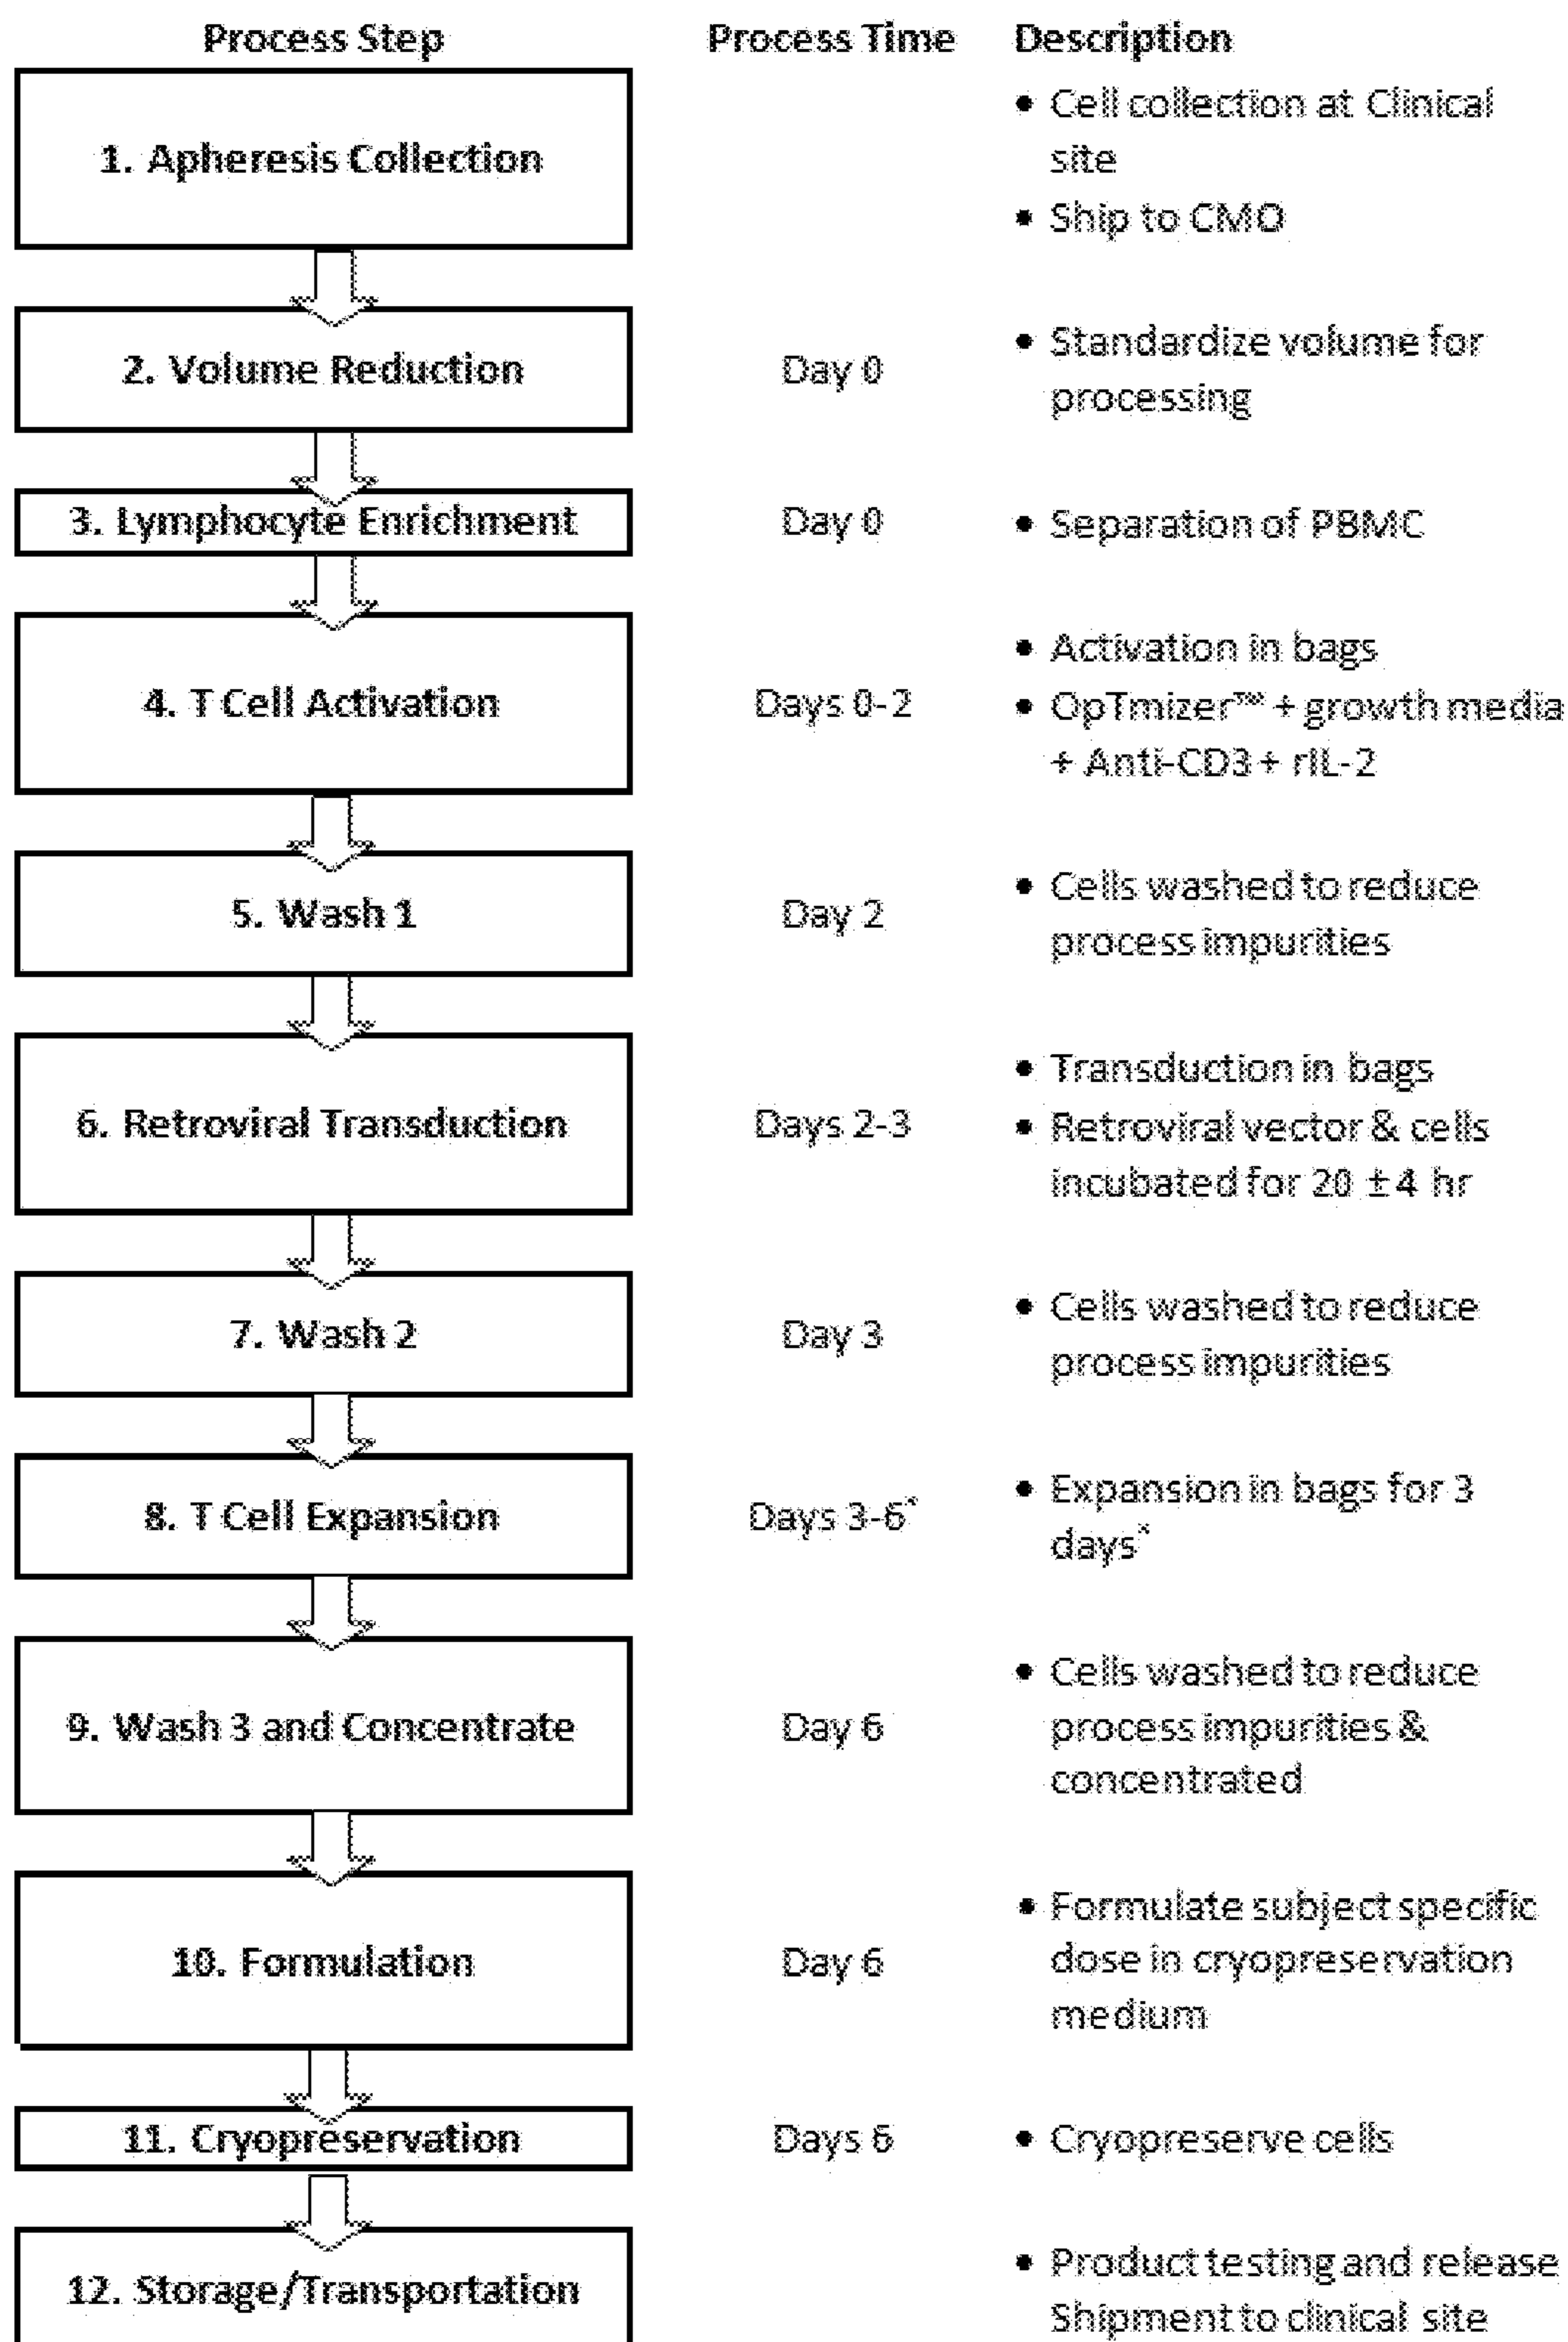 Process Step Process Time Description
1. Apheresis Collection
• Cell collection at Clinical
site
• Ship to CMO
2. Volume Reduction
Day 0
• Standardize volume for
processing
3. Lymphocyte Enrichment
Day 0
• Separation of PBMC
4. T Cell Activation
Days 0-2
• Activation in bags
• OpTmizer™ + growth media
+ Anti-CD3 + rIL-2
5. Wash 1
Day 2
• Cells washed to reduce
process impurities
6. Retroviral Transduction
Days 2-3
• Transduction in bags
• Retroviral vector & cells
incubated for 20 ± 4 hr
7. Wash 2
Day 3
• Cells washed to reduce
process impurities
8. T Cell Expansion
Days 3-6*
• Expansion in bags for 3
days*
9. Wash 3 and Concentrate
Day 6
• Cells washed to reduce
process impurities &
concentrated
10. Formulation
Day 6
• Formulate subject specific
dose in cryopreservation
medium
11. Cryopreservation
Days 6
• Cryopreserve cells
12. Storage/Transportation
• Product testing and release
Shipment to clinical site